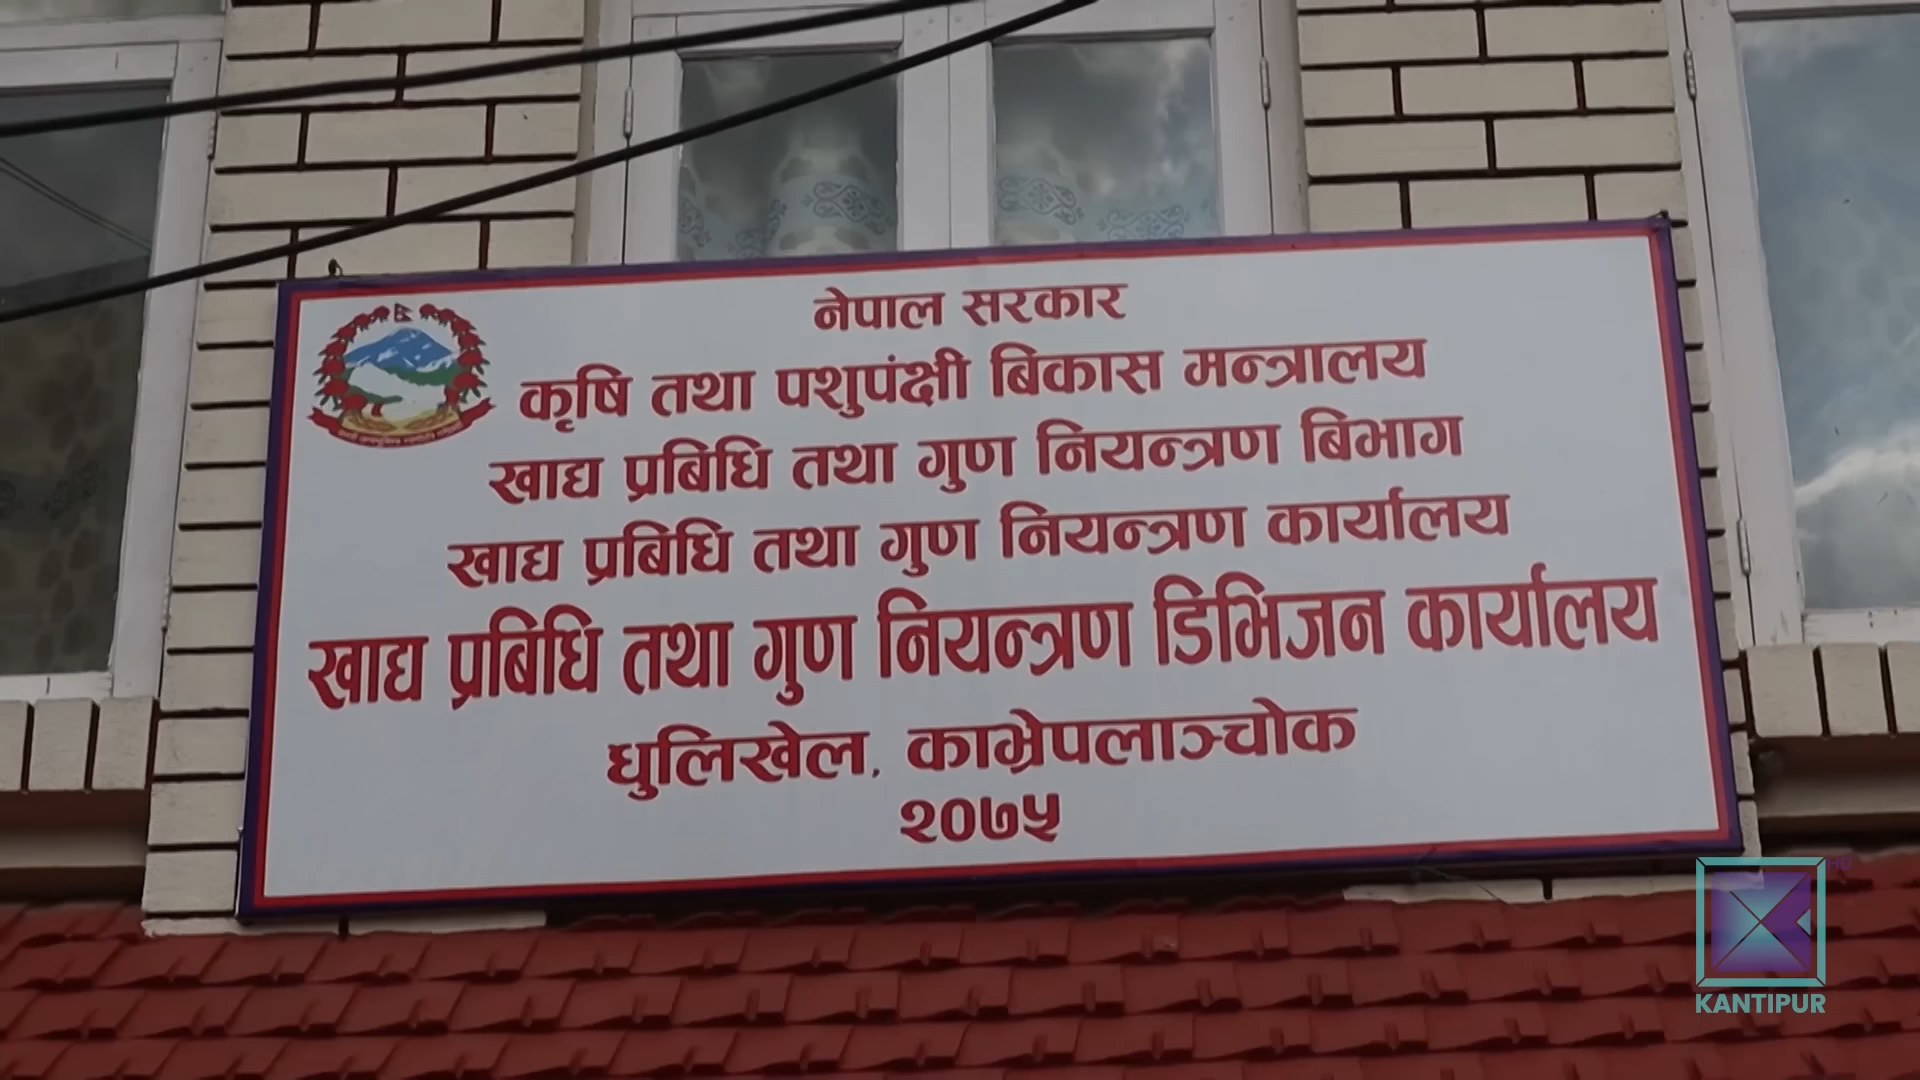 नेपाल सरकार
कृषि तथा पशुपंक्षी बिकास मन्त्रालय
खाद्य प्रबिधि तथा गुण नियन्त्रण बिभाग
खाद्य प्रबिधि तथा गुण नियन्त्रण कार्यालय
खाद्य प्रबिधि तथा गुण नियन्त्रण डिभिजन कार्यालय
धुलिखेल, काभ्रेपलाञ्चोक
२०७५
HD
KANTIPUR